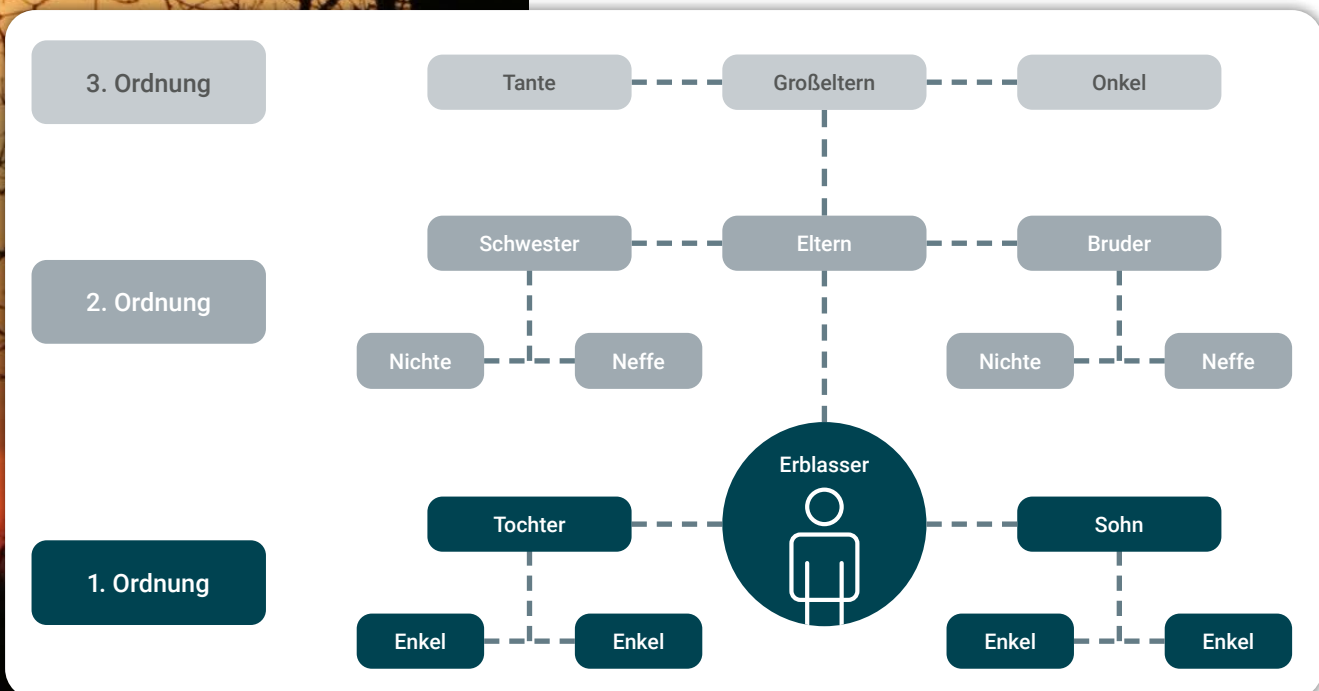 3. Ordnung
Tante
Großeltern
Onkel
2. Ordnung
Schwester
Eltern
Bruder
Nichte
Neffe
Nichte
Neffe
1. Ordnung
Erblasser
Tochter
Sohn
Enkel
Enkel
Enkel
Enkel